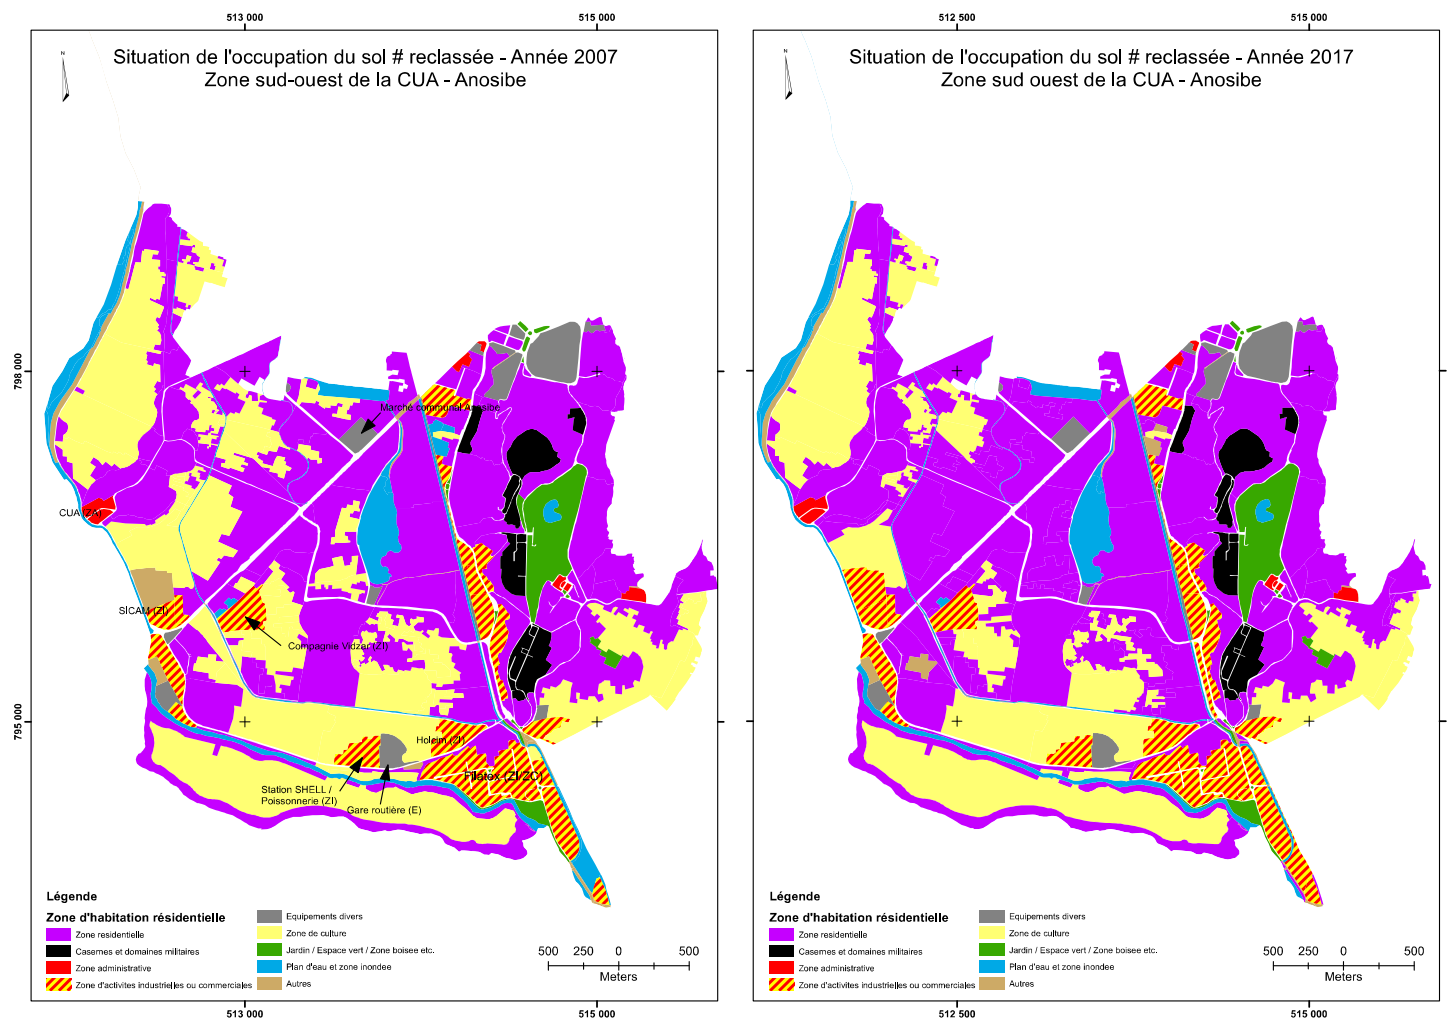 513 000
515 000
Situation de l'occupation du sol # reclassée - Année 2007
Zone sud-ouest de la CUA - Anosibe
N
798 000
795 000
Marché communal Anosibe
CUA (ZA)
SICAM (ZI)
Compagnie Vidzar (ZI)
Holcim (ZI)
Filatex (ZI/ZC)
Station SHELL /
Poissonnerie (ZI)
Gare routière (E)
Légende
Zone d'habitation résidentielle
Zone residentielle
Casernes et domaines militaires
Zone administrative
Zone d'activites industrielles ou commerciales
Equipements divers
Zone de culture
Jardin / Espace vert / Zone boisee etc.
Plan d'eau et zone inondee
Autres
500 250 0 500
Meters
513 000
515 000
512 500
515 000
Situation de l'occupation du sol # reclassée - Année 2017
Zone sud ouest de la CUA - Anosibe
N
Légende
Zone d'habitation résidentielle
Zone residentielle
Casernes et domaines militaires
Zone administrative
Zone d'activites industrielles ou commerciales
Equipements divers
Zone de culture
Jardin / Espace vert / Zone boisee etc.
Plan d'eau et zone inondee
Autres
500 250 0 500
Meters
512 500
515 000